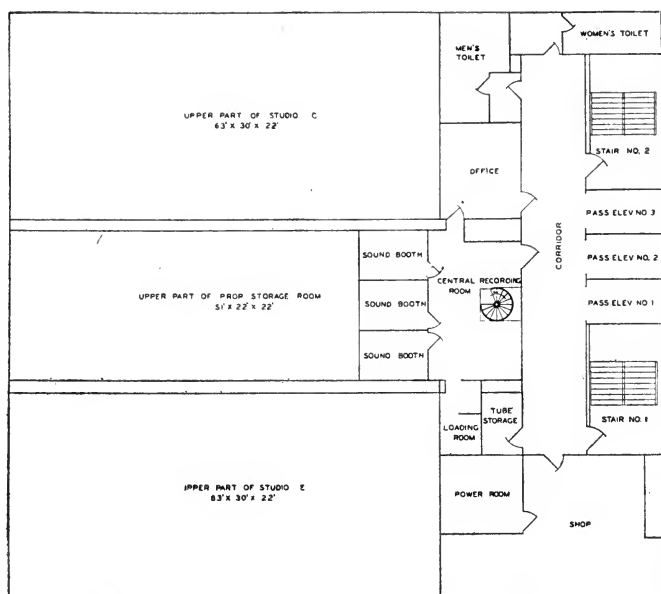 WOMEN'S TOILET
MEN'S
TOILET
UPPER PART OF STUDIO C
63' X 30' X 22'
STAIR NO. 2
OFFICE
PASS ELEV NO 3
CORRIDOR
SOUND BOOTH
PASS ELEV NO. 2
CENTRAL RECORDING
ROOM
UPPER PART OF PROP STORAGE ROOM
51' X 22' X 22'
SOUND BOOTH
PASS ELEV NO 1
SOUND BOOTH
TUBE
STORAGE
STAIR NO. 1
LOADING
ROOM
UPPER PART OF STUDIO E
63' X 30' X 22'
POWER ROOM
SHOP